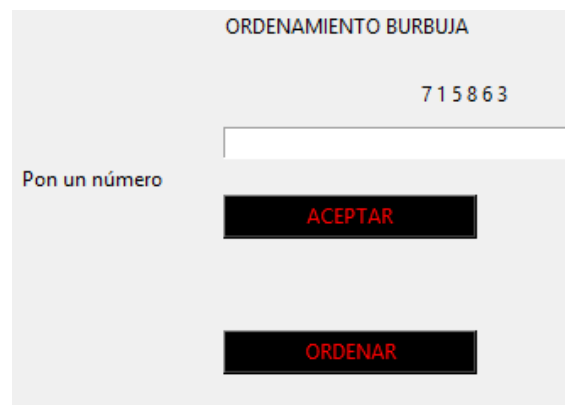 ORDENAMIENTO BURBUJA
7 1 5 8 6 3
Pon un número
ACEPTAR
ORDENAR